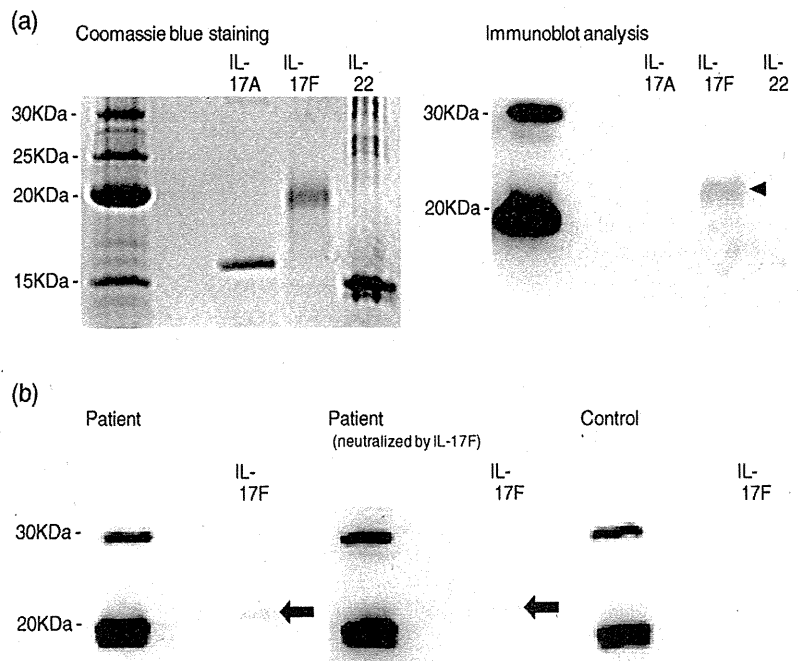 (a)
Coomassie blue staining
IL-
17A
IL-
17F
IL-
22
30KDa -
25KDa -
20KDa -
15KDa -
Immunoblot analysis
IL-
17A
IL-
17F
IL-
22
30KDa -
20KDa -
(b)
Patient
IL-
17F
30KDa -
20KDa -
Patient
(neutralized by IL-17F)
IL-
17F
Control
IL-
17F